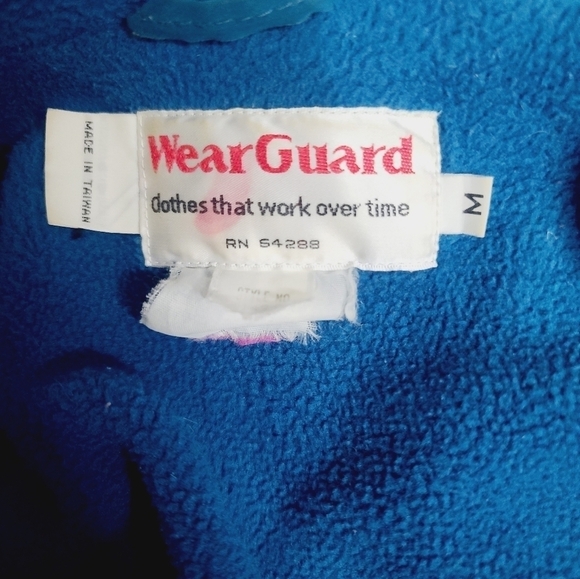 MADE IN TAIWAN
WearGuard
clothes that work over time
RN 54288
M